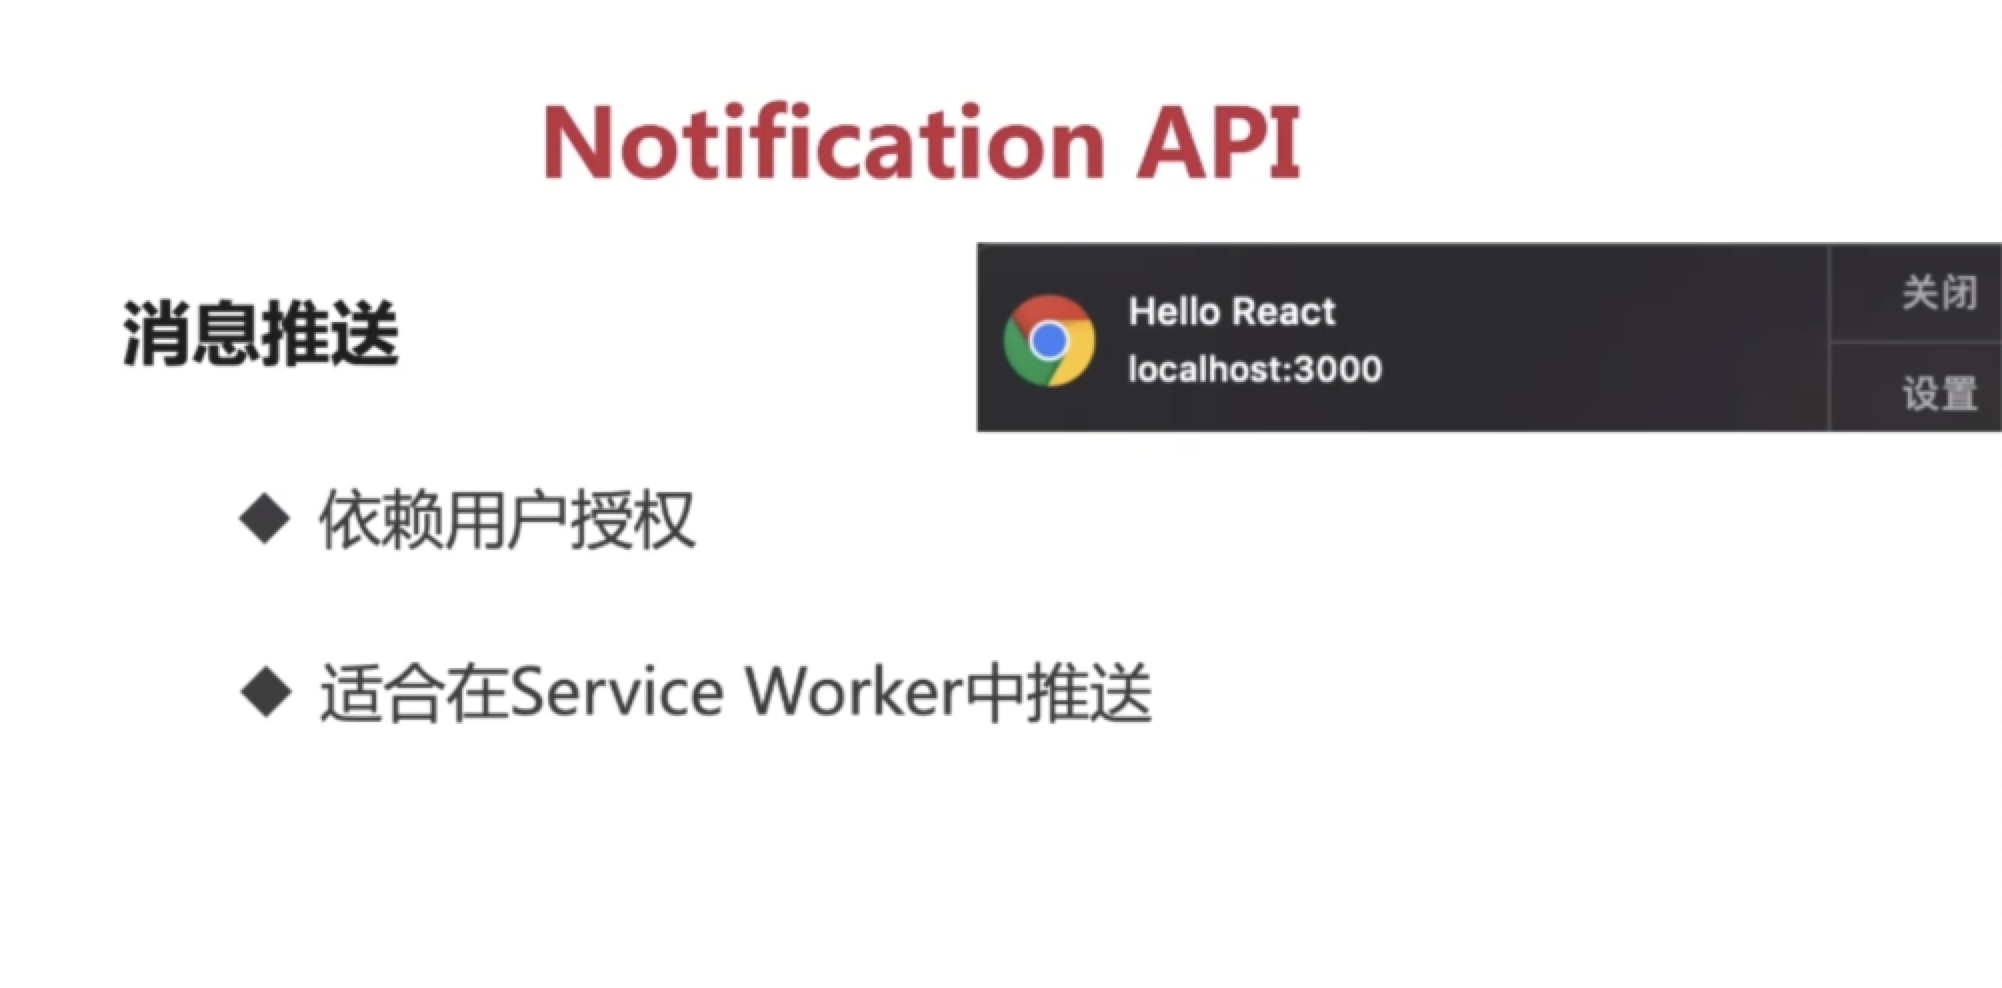 Notification API
消息推送
Hello React
localhost:3000
关闭
设置
◆ 依赖用户授权
◆ 适合在Service Worker中推送